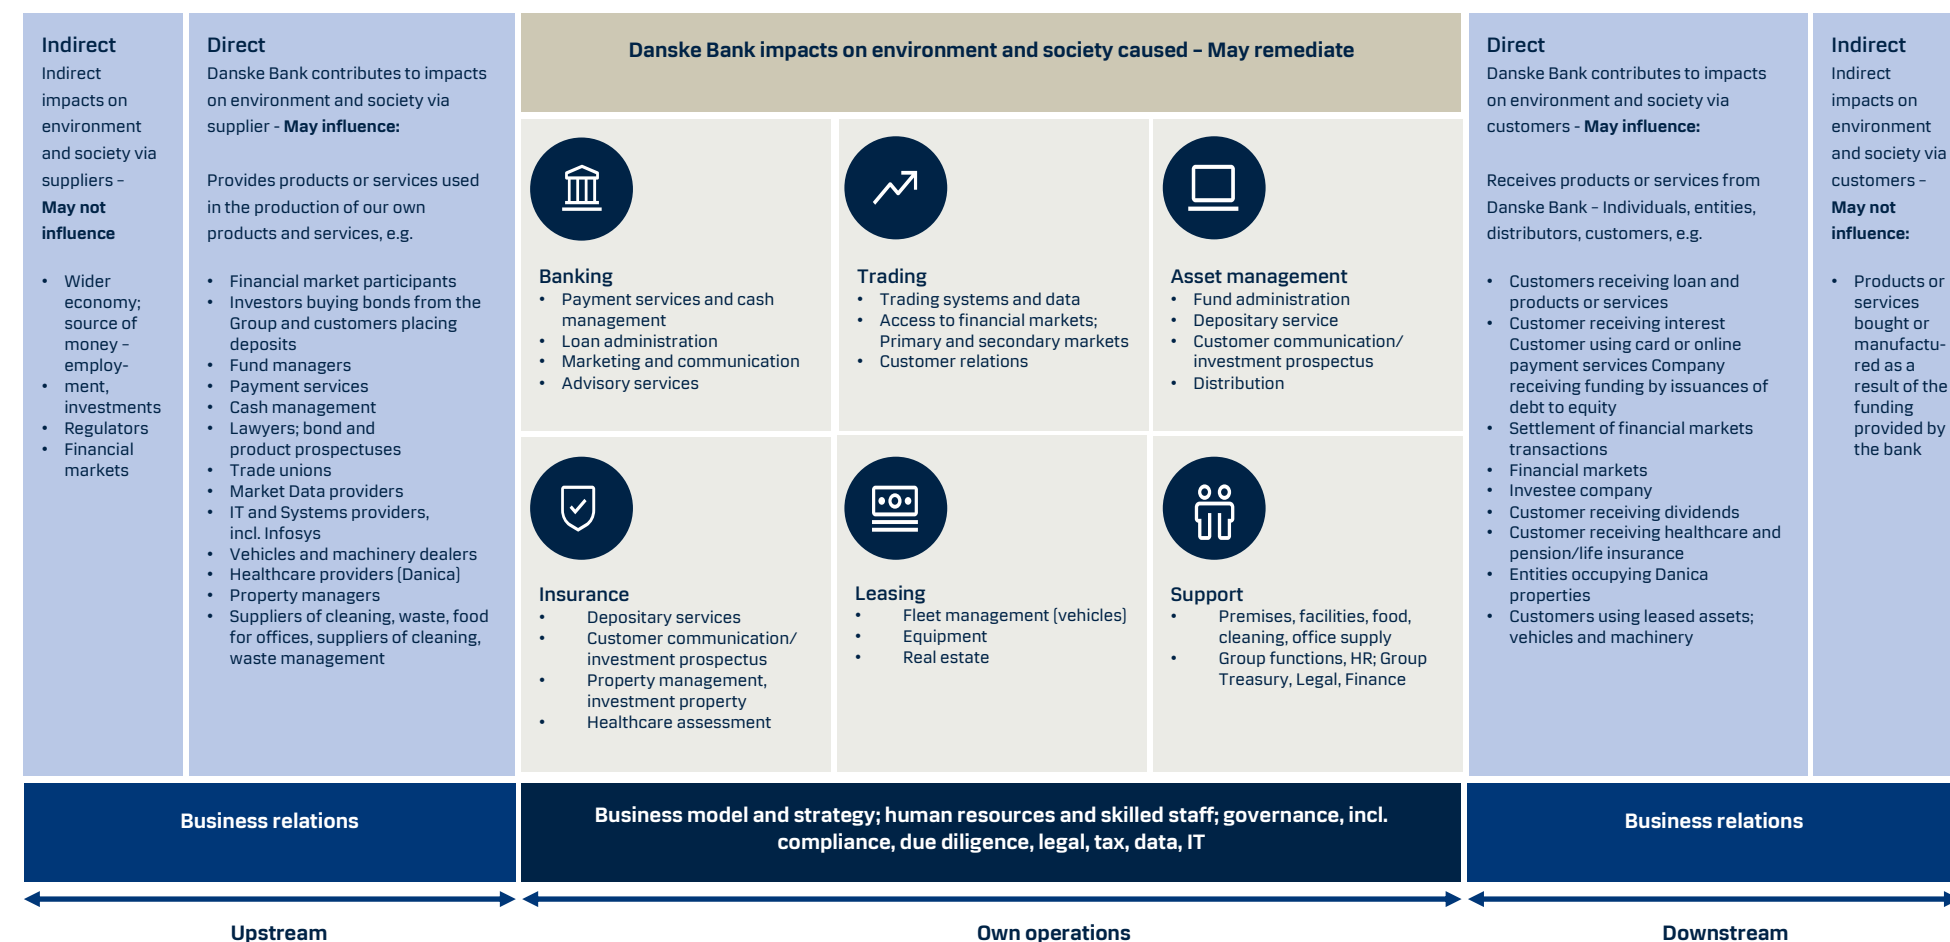 Indirect
Indirect
impacts on
environment
and society via
suppliers –
May not
influence
• Wider
economy;
source of
money –
employ-
• ment,
investments
• Regulators
• Financial
markets
Direct
Danske Bank contributes to impacts
on environment and society via
supplier - May influence:
Provides products or services used
in the production of our own
products and services, e.g.
• Financial market participants
• Investors buying bonds from the
Group and customers placing
deposits
• Fund managers
• Payment services
• Cash management
• Lawyers; bond and
product prospectuses
• Trade unions
• Market Data providers
• IT and Systems providers,
incl. Infosys
• Vehicles and machinery dealers
• Healthcare providers (Danica)
• Property managers
• Suppliers of cleaning, waste, food
for offices, suppliers of cleaning,
waste management
Danske Bank impacts on environment and society caused – May remediate
Banking
• Payment services and cash
management
• Loan administration
• Marketing and communication
• Advisory services
Trading
• Trading systems and data
• Access to financial markets;
Primary and secondary markets
• Customer relations
Asset management
• Fund administration
• Depositary service
• Customer communication/
investment prospectus
• Distribution
Insurance
• Depositary services
• Customer communication/
investment prospectus
• Property management,
investment property
• Healthcare assessment
Leasing
• Fleet management (vehicles)
• Equipment
• Real estate
Support
• Premises, facilities, food,
cleaning, office supply
• Group functions, HR; Group
Treasury, Legal, Finance
Direct
Danske Bank contributes to impacts
on environment and society via
customers - May influence:
Receives products or services from
Danske Bank – Individuals, entities,
distributors, customers, e.g.
• Customers receiving loan and
products or services
• Customer receiving interest
Customer using card or online
payment services Company
receiving funding by issuances of
debt to equity
• Settlement of financial markets
transactions
• Financial markets
• Investee company
• Customer receiving dividends
• Customer receiving healthcare and
pension/life insurance
• Entities occupying Danica
properties
• Customers using leased assets;
vehicles and machinery
Indirect
Indirect
impacts on
environment
and society via
customers –
May not
influence:
• Products or
services
bought or
manufactu-
red as a
result of the
funding
provided by
the bank
Business relations
Business model and strategy; human resources and skilled staff; governance, incl.
compliance, due diligence, legal, tax, data, IT
Business relations
Upstream
Own operations
Downstream